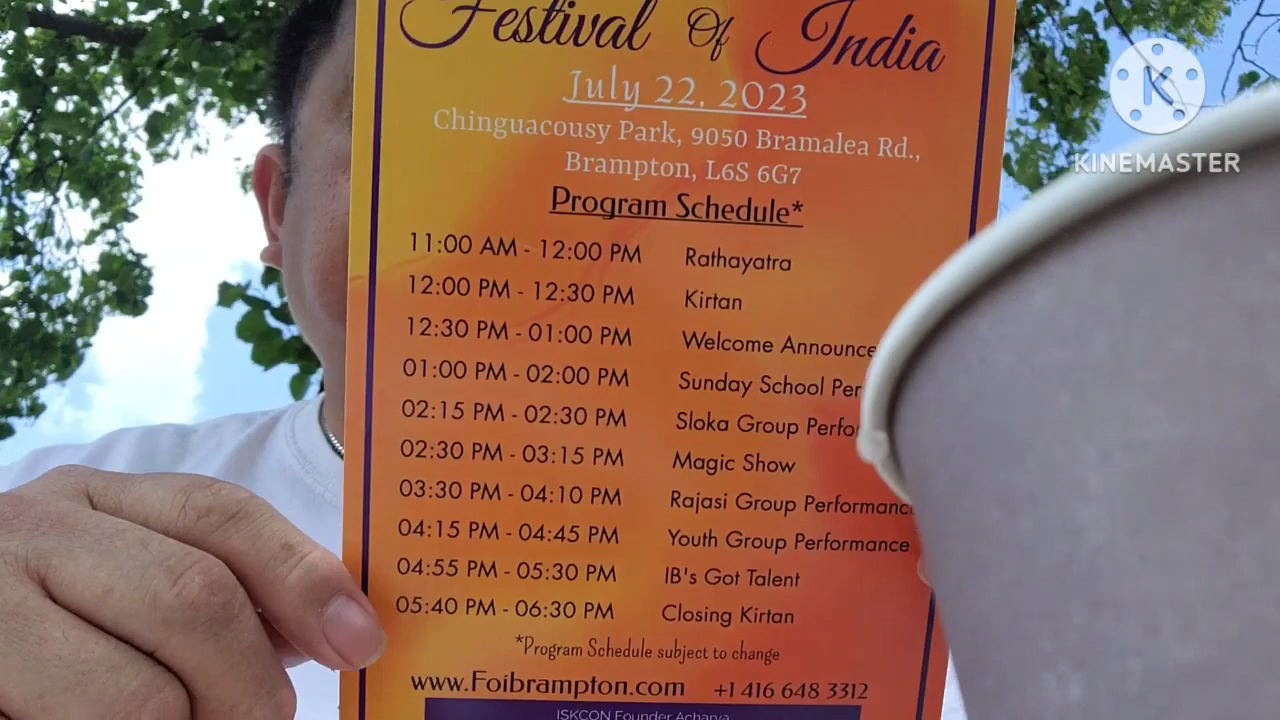 Festival Of India
July 22, 2023
Chinguacousy Park, 9050 Bramalea Rd.,
Brampton, L6S 6G7
Program Schedule*
11:00 AM - 12:00 PM Rathayatra
12:00 PM - 12:30 PM Kirtan
12:30 PM - 01:00 PM Welcome Announce
01:00 PM - 02:00 PM Sunday School Per
02:15 PM - 02:30 PM Sloka Group Perfo
02:30 PM - 03:15 PM Magic Show
03:30 PM - 04:10 PM Rajasi Group Performanc
04:15 PM - 04:45 PM Youth Group Performance
04:55 PM - 05:30 PM IB's Got Talent
05:40 PM - 06:30 PM Closing Kirtan
*Program Schedule subject to change
www.Foibrampton.com +1 416 648 3312
ISKCON Founder Acharya
K
KINEMASTER